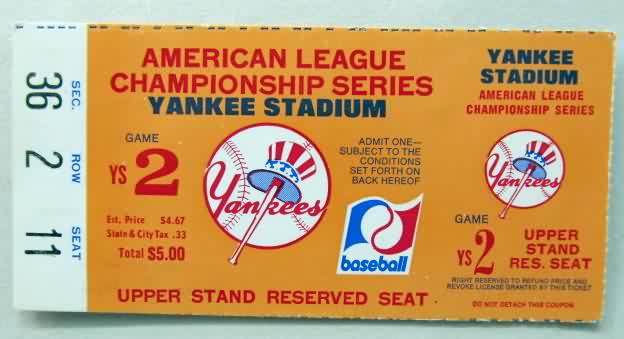 SEC. ROW SEAT
36 2 11
AMERICAN LEAGUE
CHAMPIONSHIP SERIES
YANKEE STADIUM
GAME
YS 2
Est. Price $4.67
State & City Tax .33
Total $5.00
Yankees
ADMIT ONE—
SUBJECT TO THE
CONDITIONS
SET FORTH ON
BACK HEREOF
baseball
UPPER STAND RESERVED SEAT
YANKEE
STADIUM
AMERICAN LEAGUE
CHAMPIONSHIP SERIES
Yankees
GAME
YS 2
UPPER
STAND
RES. SEAT
RIGHT RESERVED TO REFUND PRICE AND
REVOKE LICENSE GRANTED BY THIS TICKET
DO NOT DETACH THIS COUPON